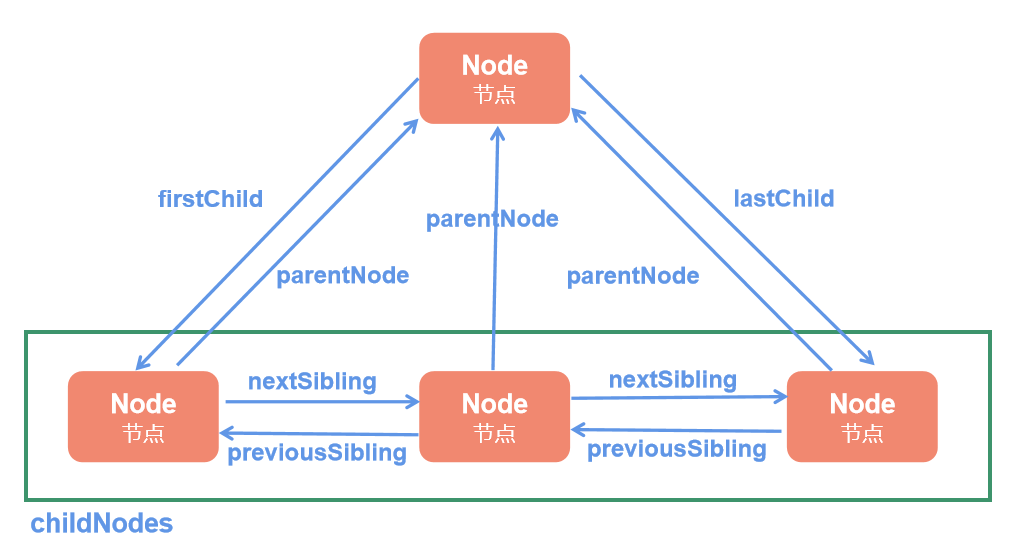 Node
节点
firstChild
lastChild
parentNode
parentNode
parentNode
nextSibling
nextSibling
Node
节点
Node
节点
Node
节点
previousSibling
previousSibling
childNodes